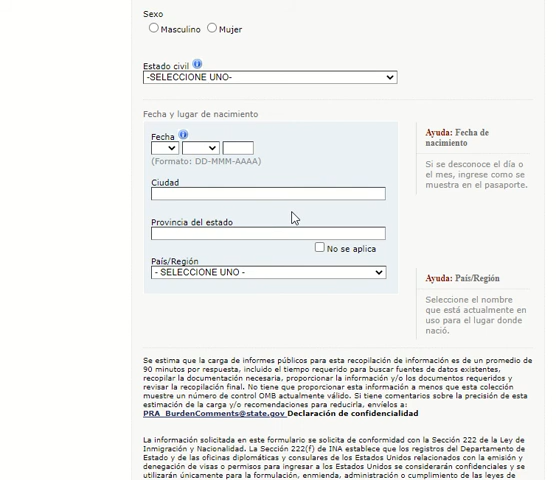 Sexo
Masculino Mujer
Estado civil
-SELECCIONE UNO-
Fecha y lugar de nacimiento
Fecha
(Formato: DD-MMM-AAAA)
Ciudad
Provincia del estado
No se aplica
País/Región
- SELECCIONE UNO -
Ayuda: Fecha de
nacimiento
Si se desconoce el día o
el mes, ingrese como se
muestra en el pasaporte.
Ayuda: País/Región
Seleccione el nombre
que está actualmente en
uso para el lugar donde
nació.
Se estima que la carga de informes públicos para esta recopilación de información es de un promedio de
90 minutos por respuesta, incluido el tiempo requerido para buscar fuentes de datos existentes,
recopilar la documentación necesaria, proporcionar la información y/o los documentos requeridos y
revisar la recopilación final. No tiene que proporcionar esta información a menos que esta colección
muestre un número de control OMB actualmente válido. Si tiene comentarios sobre la precisión de esta
estimación de la carga y/o recomendaciones para reducirla, envíelos a:
PRA_BurdenComments@state.gov Declaración de confidencialidad
La información solicitada en este formulario se solicita de conformidad con la Sección 222 de la Ley de
Inmigración y Nacionalidad. La Sección 222(f) de INA establece que los registros del Departamento de
Estado y de las oficinas diplomáticas y consulares de los Estados Unidos relacionados con la emisión y
denegación de visas o permisos para ingresar a los Estados Unidos se considerarán confidenciales y se
utilizarán únicamente para la formulación, enmienda, administración o cumplimiento de las leyes de